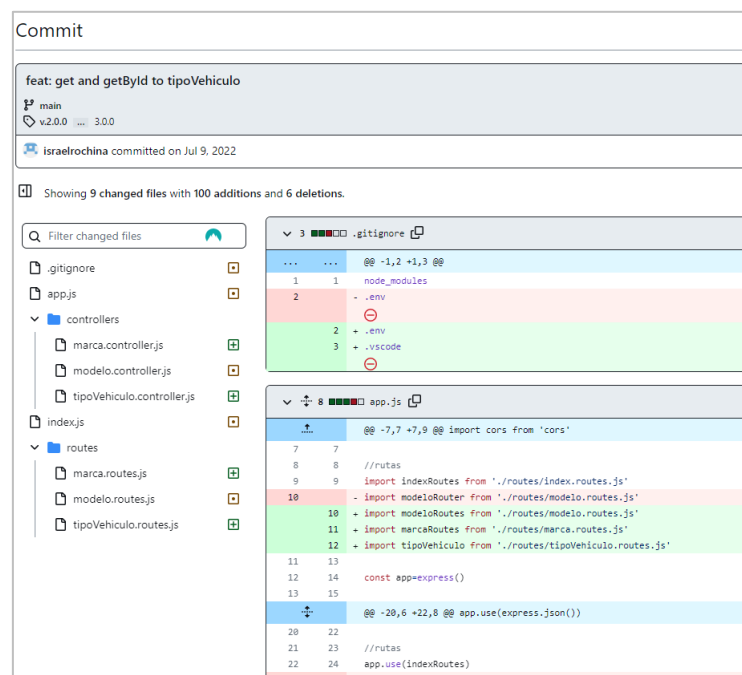 Commit
feat: get and getById to tipoVehiculo
main
v.2.0.0 ... 3.0.0
israelrochina committed on Jul 9, 2022
Showing 9 changed files with 100 additions and 6 deletions.
Filter changed files
.gitignore
app.js
controllers
marca.controller.js
modelo.controller.js
tipoVehiculo.controller.js
index.js
routes
marca.routes.js
modelo.routes.js
tipoVehiculo.routes.js
3 .gitignore
... ... @@ -1,2 +1,3 @@
1 1 node_modules
2 - .env
2 + .env
3 + .vscode
8 app.js
@@ -7,7 +7,9 @@ import cors from 'cors'
7 7
8 8 //rutas
9 9 import indexRoutes from './routes/index.routes.js'
10 - import modeloRouter from './routes/modelo.routes.js'
10 + import modeloRoutes from './routes/modelo.routes.js'
11 + import marcaRoutes from './routes/marca.routes.js'
12 + import tipoVehiculo from './routes/tipoVehiculo.routes.js'
11 13
12 14 const app=express()
13 15
@@ -20,6 +22,8 @@ app.use(express.json())
20 22
21 23 //rutas
22 24 app.use(indexRoutes)